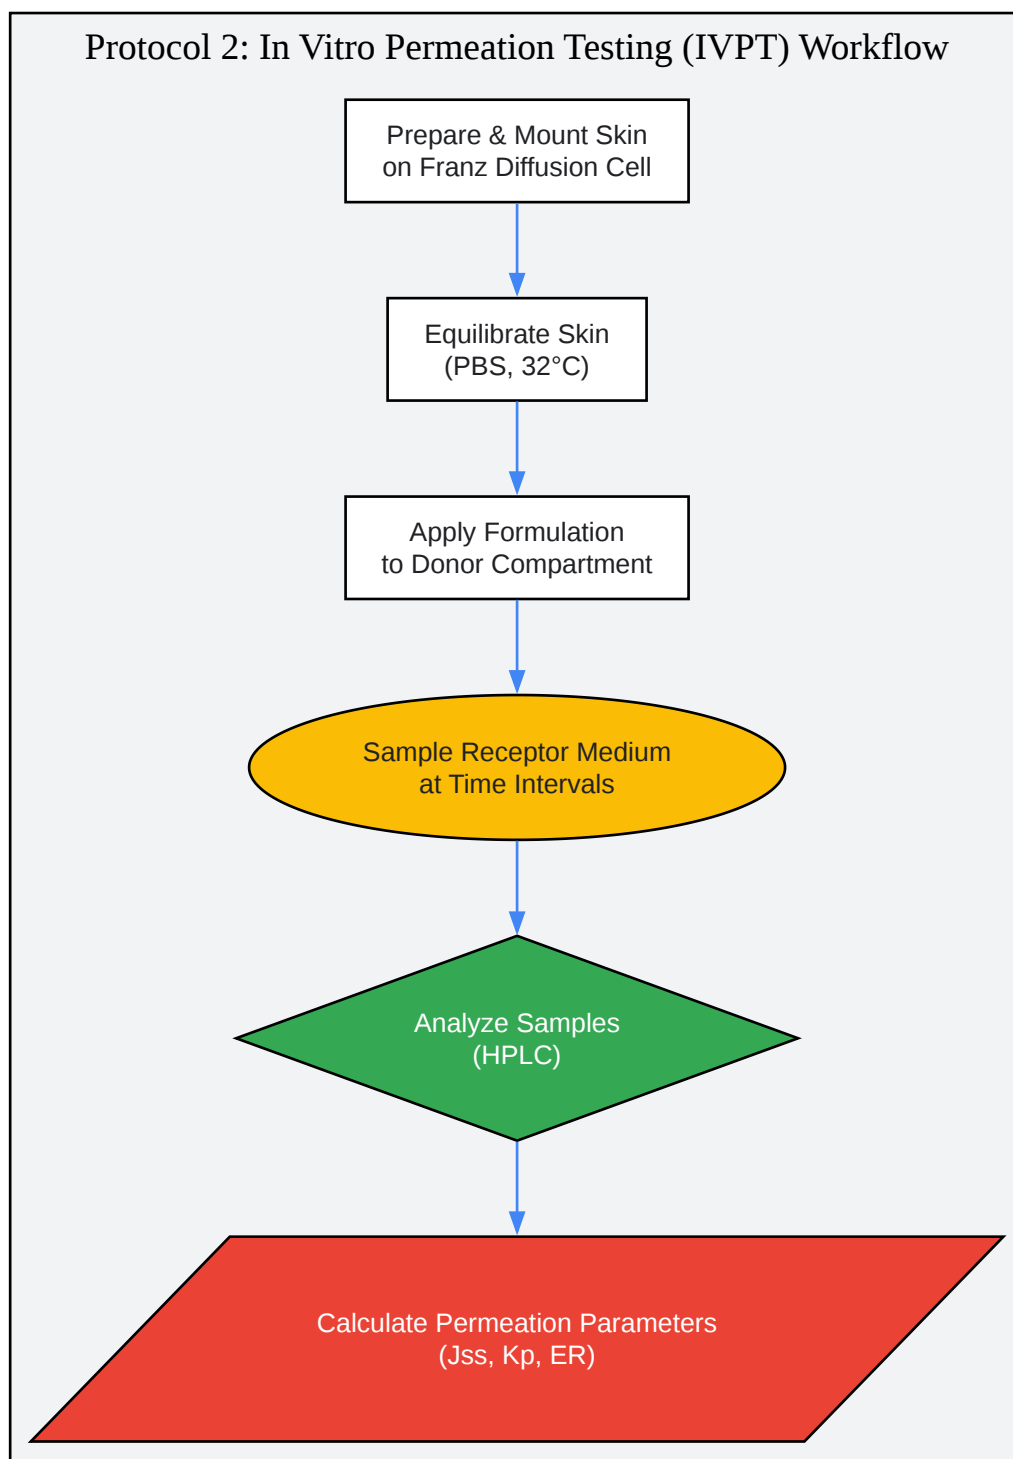 Protocol 2: In Vitro Permeation Testing (IVPT) Workflow
Prepare & Mount Skin
on Franz Diffusion Cell
Equilibrate Skin
(PBS, 32°C)
Apply Formulation
to Donor Compartment
Sample Receptor Medium
at Time Intervals
Analyze Samples
(HPLC)
Calculate Permeation Parameters
(Jss, Kp, ER)